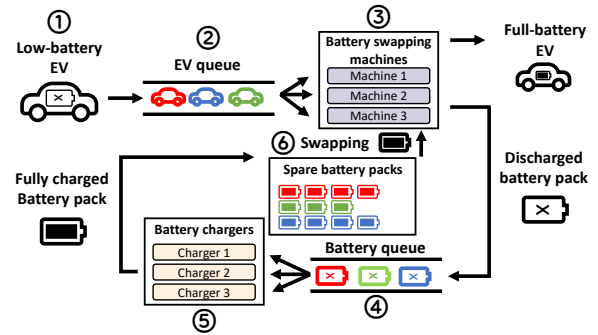 ①
Low-battery
EV
②
EV queue
③
Battery swapping
machines
Machine 1
Machine 2
Machine 3
Full-battery
EV
⑥ Swapping
Spare battery packs
Fully charged
Battery pack
Discharged
battery pack
Battery chargers
Charger 1
Charger 2
Charger 3
⑤
Battery queue
④